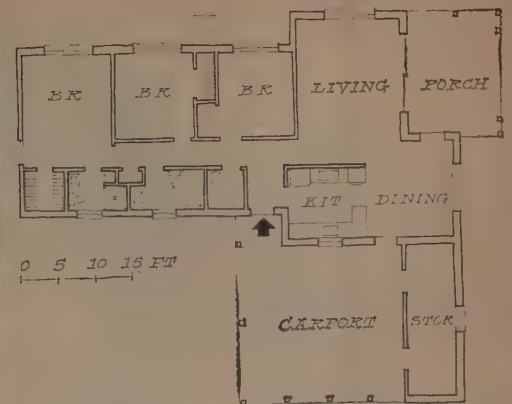 BR
BR
BR
LIVING
PORCH
KIT
DINING
0 5 10 15 FT
CARPORT
STOR